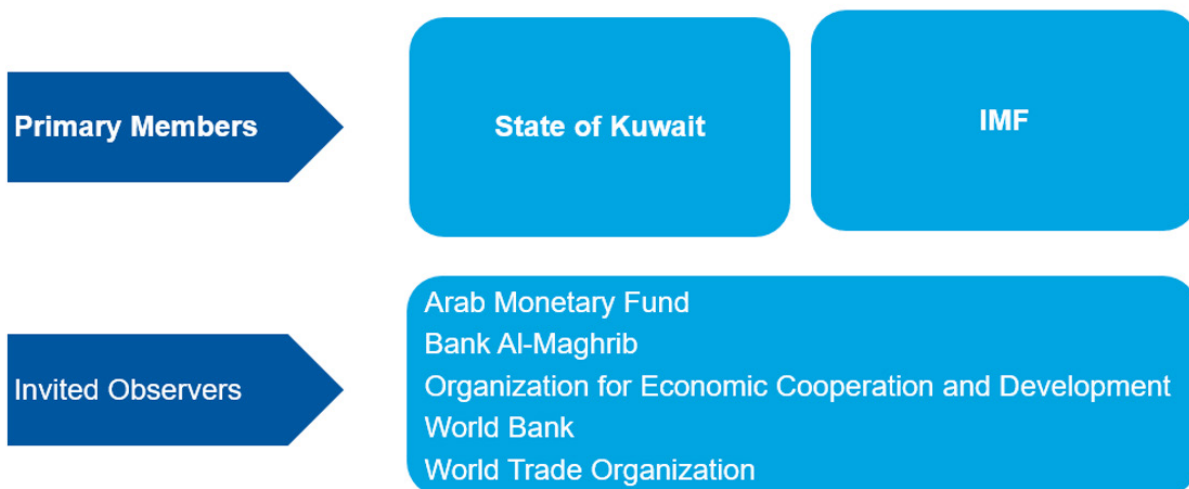 Primary Members
State of Kuwait
IMF
Invited Observers
Arab Monetary Fund
Bank Al-Maghrib
Organization for Economic Cooperation and Development
World Bank
World Trade Organization